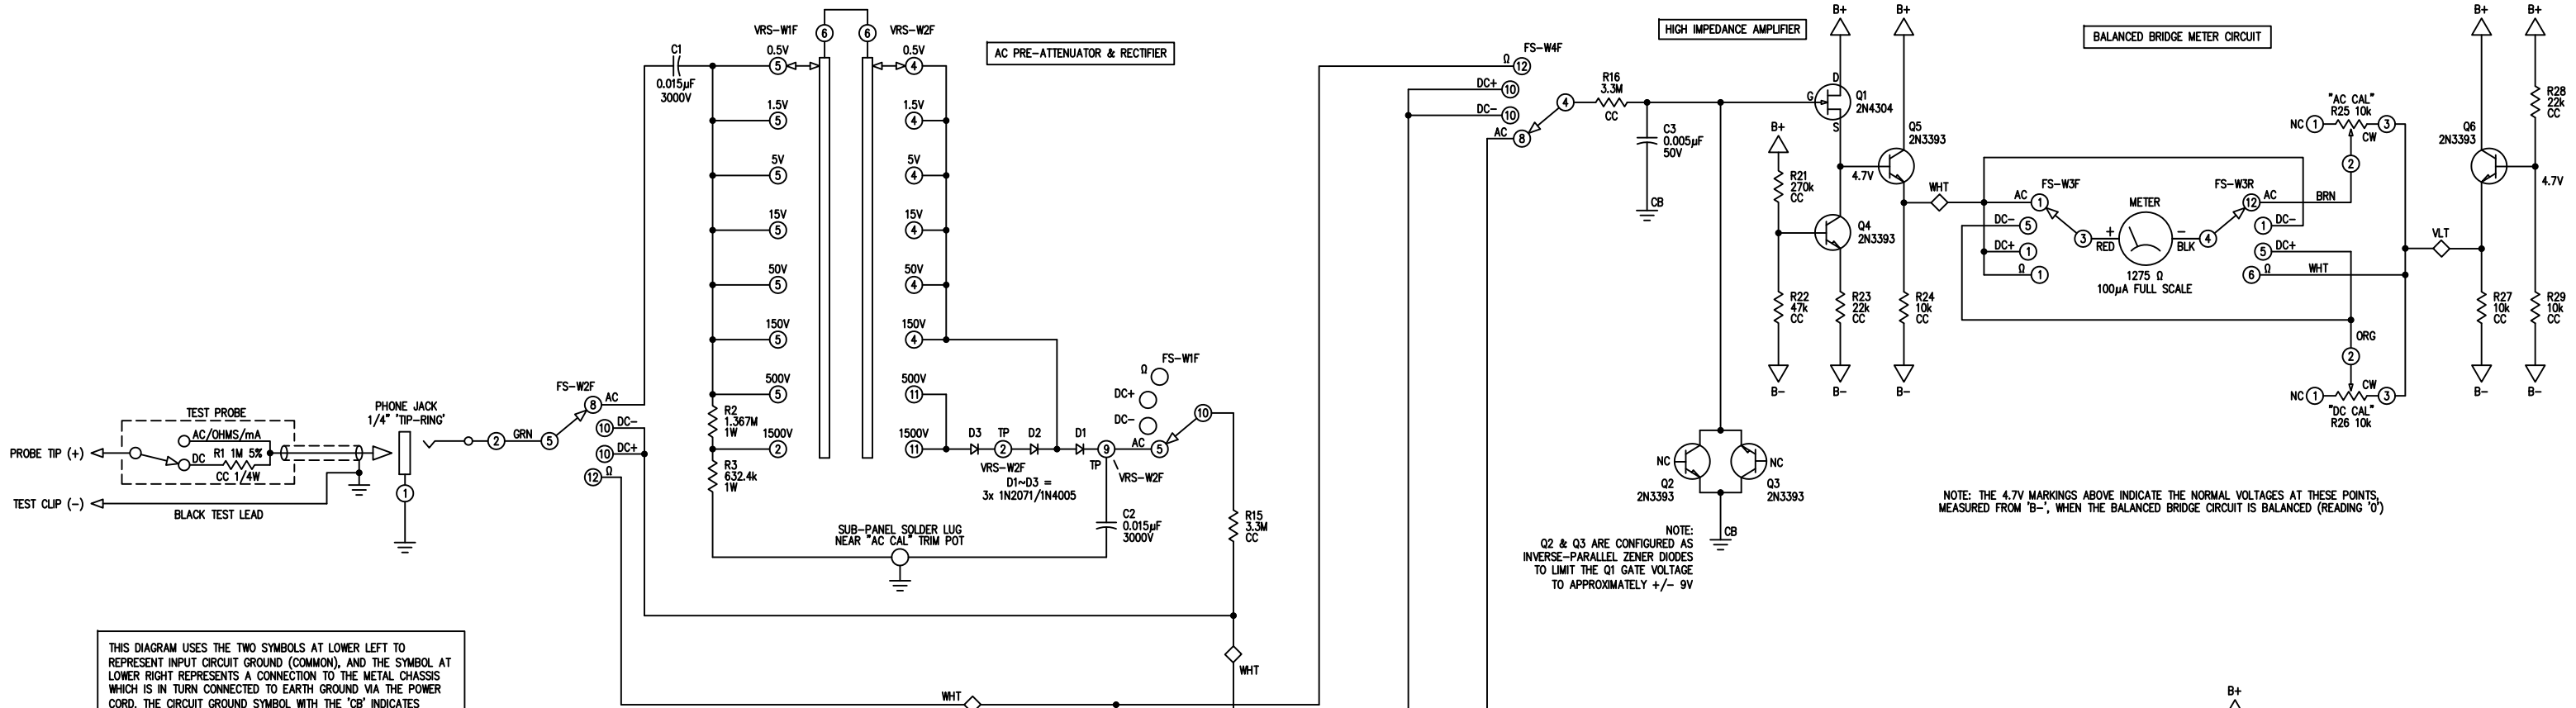 AC PRE-ATTENUATOR & RECTIFIER
HIGH IMPEDANCE AMPLIFIER
BALANCED BRIDGE METER CIRCUIT
TEST PROBE
PROBE TIP (+)
AC/OHMS/mA
DC
R1 1M 5%
CC 1/4W
TEST CLIP (-)
BLACK TEST LEAD
PHONE JACK
1/4" 'TIP-RING'
1
2
GRN
5
FS-W2F
8 AC
10 DC-
10 DC+
12 Ω
C1
0.015µF
3000V
VRS-W1F
6
6
VRS-W2F
0.5V
5
0.5V
4
1.5V
5
1.5V
4
5V
5
5V
4
15V
5
15V
4
50V
5
50V
4
150V
5
150V
4
500V
5
500V
11
1500V
2
1500V
11
R2
1.367M
1W
R3
632.4k
1W
D3
TP
2
D2
D1
9
TP
VRS-W2F
VRS-W2F
D1~D3 =
3x 1N2071/1N4005
AC
5
FS-W1F
Ω
DC+
DC-
10
C2
0.015µF
3000V
R15
3.3M
CC
SUB-PANEL SOLDER LUG
NEAR "AC CAL" TRIM POT
WHT
WHT
FS-W4F
Ω 12
DC+ 10
DC- 10
AC 8
4
R16
3.3M
CC
C3
0.005µF
50V
CB
B+
D
G
S
Q1
2N4304
B+
Q5
2N3393
4.7V
B+
R21
270k
CC
Q4
2N3393
R22
47k
CC
R23
22k
CC
R24
10k
CC
B-
B-
B-
NC
Q2
2N3393
NC
Q3
2N3393
CB
NOTE:
Q2 & Q3 ARE CONFIGURED AS
INVERSE-PARALLEL ZENER DIODES
TO LIMIT THE Q1 GATE VOLTAGE
TO APPROXIMATELY +/- 9V
WHT
FS-W3F
AC 1
DC- 5
DC+ 1
Ω 1
3
+
RED
METER
-
BLK
4
1275 Ω
100µA FULL SCALE
FS-W3R
12 AC
1 DC-
5 DC+
6 Ω
BRN
WHT
"AC CAL"
R25 10k
NC 1
3
CW
2
ORG
2
CW
NC 1
3
"DC CAL"
R26 10k
VLT
B+
B+
Q6
2N3393
R28
22k
CC
4.7V
R27
10k
CC
R29
10k
CC
B-
B-
NOTE: THE 4.7V MARKINGS ABOVE INDICATE THE NORMAL VOLTAGES AT THESE POINTS,
MEASURED FROM 'B-', WHEN THE BALANCED BRIDGE CIRCUIT IS BALANCED (READING '0')
THIS DIAGRAM USES THE TWO SYMBOLS AT LOWER LEFT TO
REPRESENT INPUT CIRCUIT GROUND (COMMON), AND THE SYMBOL AT
LOWER RIGHT REPRESENTS A CONNECTION TO THE METAL CHASSIS
WHICH IS IN TURN CONNECTED TO EARTH GROUND VIA THE POWER
CORD. THE CIRCUIT GROUND SYMBOL WITH THE 'CB' INDICATES
B+